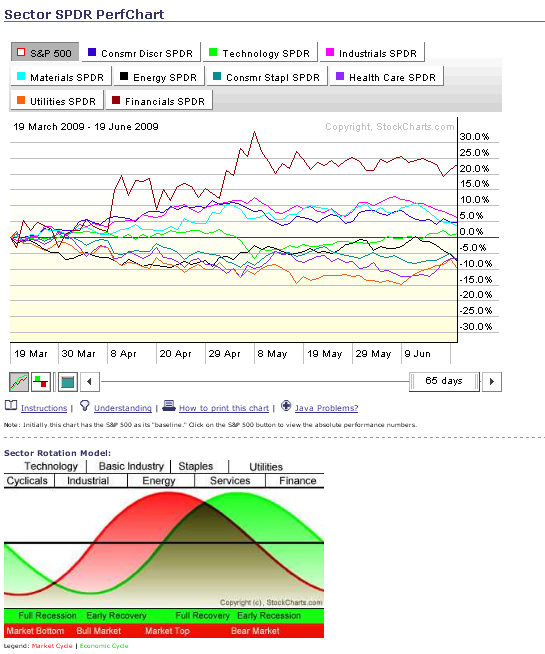 Sector SPDR PerfChart
S&P 500 Consmr Discr SPDR Technology SPDR Industrials SPDR
Materials SPDR Energy SPDR Consmr Stapl SPDR Health Care SPDR
Utilities SPDR Financials SPDR
19 March 2009 - 19 June 2009 Copyright, StockCharts.com
30.0%
25.0%
20.0%
15.0%
10.0%
5.0%
0.0%
-5.0%
-10.0%
-15.0%
-20.0%
-25.0%
-30.0%
19 Mar 30 Mar 8 Apr 20 Apr 29 Apr 8 May 19 May 29 May 9 Jun
65 days
Instructions | Understanding | How to print this chart | Java Problems?
Note: Initially this chart has the S&P 500 as its "baseline." Click on the S&P 500 button to view the absolute performance numbers.
Sector Rotation Model:
Technology Basic Industry Staples Utilities
Cyclicals Industrial Energy Services Finance
Copyright (c), StockCharts.com
Full Recession Early Recovery Full Recovery Early Recession
Market Bottom Bull Market Market Top Bear Market
Legend: Market Cycle | Economic Cycle